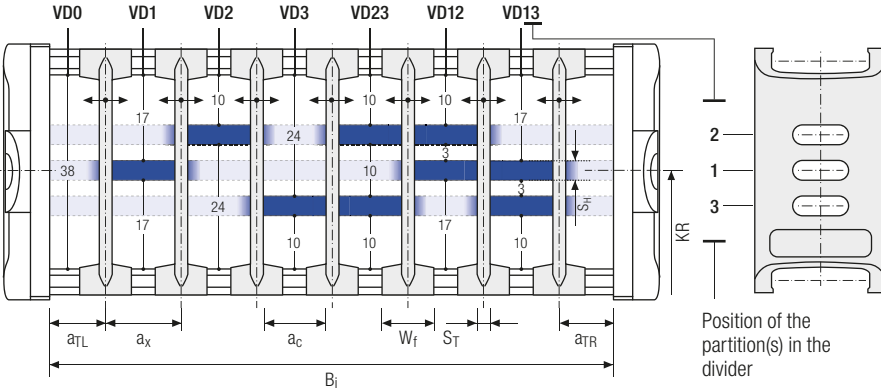 VD0 VD1 VD2 VD3 VD23 VD12 VD13
10 10 10
17 17
24
2
3
38 10 1
3
S_H
24 3
17 17
10 10 10
KR
a_TL a_x a_c W_f S_T a_TR
B_i
Position of the
partition(s) in the
divider